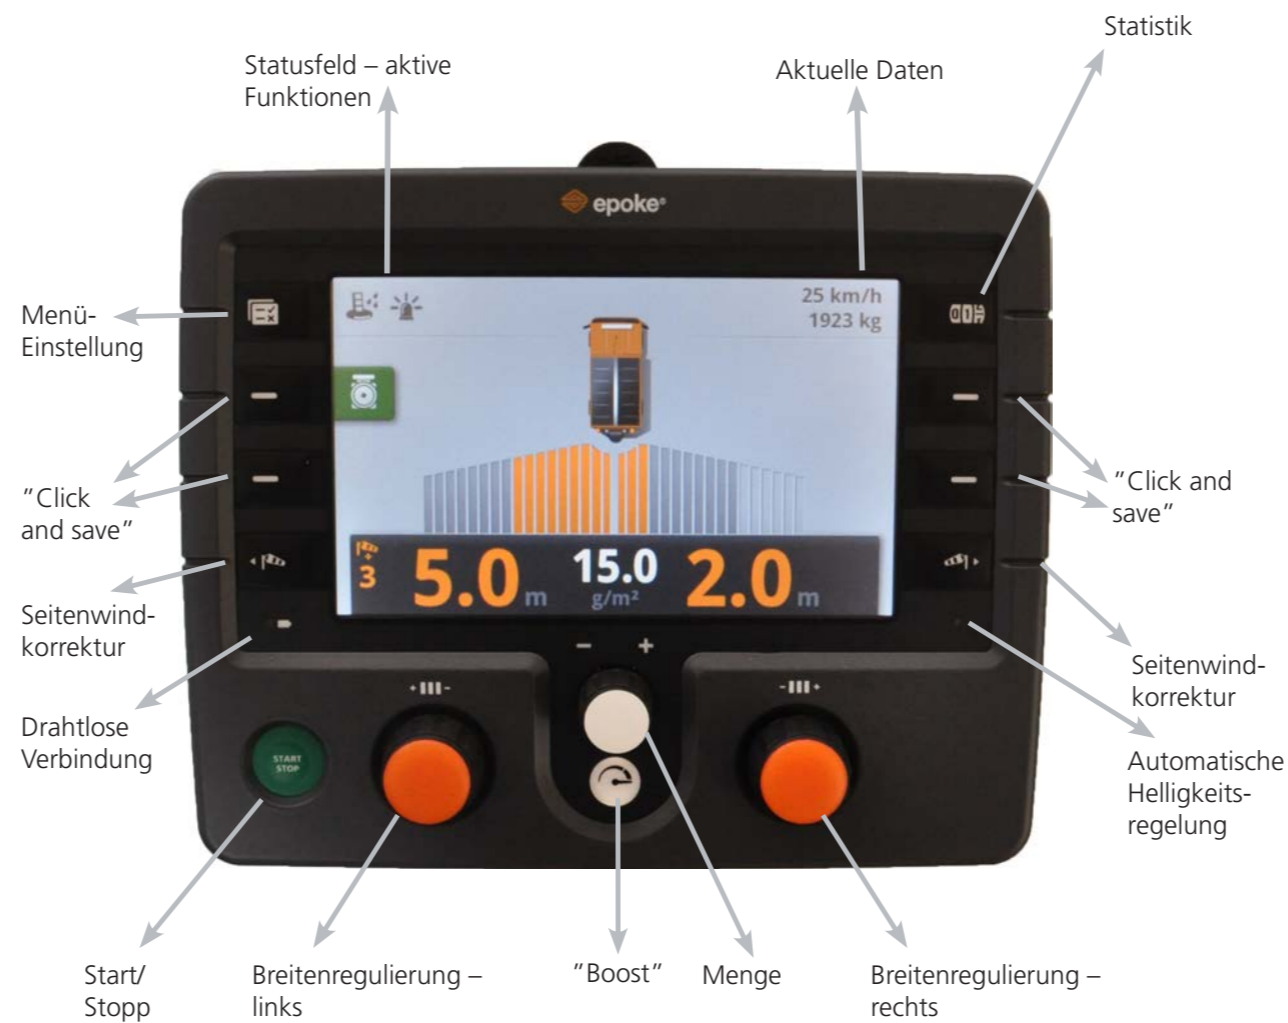 Statistik
Statusfeld – aktive
Funktionen
Aktuelle Daten
epoke®
Menü-
Einstellung
25 km/h
1923 kg
"Click
and save"
"Click and
save"
3
5.0 m
15.0
g/m²
2.0 m
Seitenwind-
korrektur
Seitenwind-
korrektur
- +
+ -
- +
Drahtlose
Verbindung
START
STOP
Automatische
Helligkeits-
regelung
Start/
Stopp
Breitenregulierung –
links
"Boost"
Menge
Breitenregulierung –
rechts